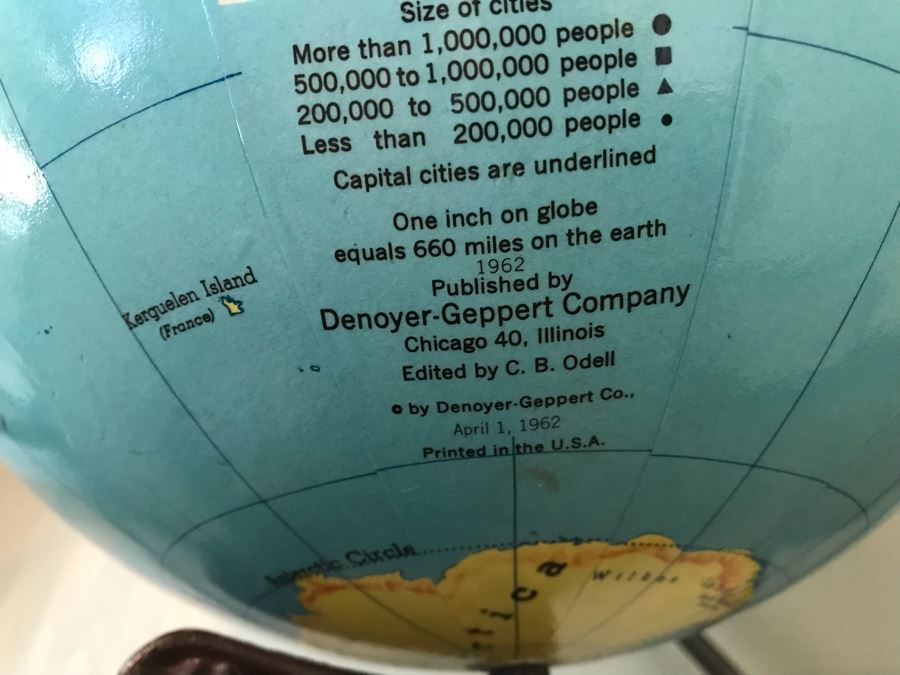 Size of cities
More than 1,000,000 people
500,000 to 1,000,000 people
200,000 to 500,000 people
Less than 200,000 people
Capital cities are underlined
One inch on globe
equals 660 miles on the earth
1962
Published by
Denoyer-Geppert Company
Chicago 40, Illinois
Edited by C. B. Odell
© by Denoyer-Geppert Co.,
April 1, 1962
Printed in the U.S.A.
Kerguelen Island
(France)
Antarctic Circle
tica
Wilkes